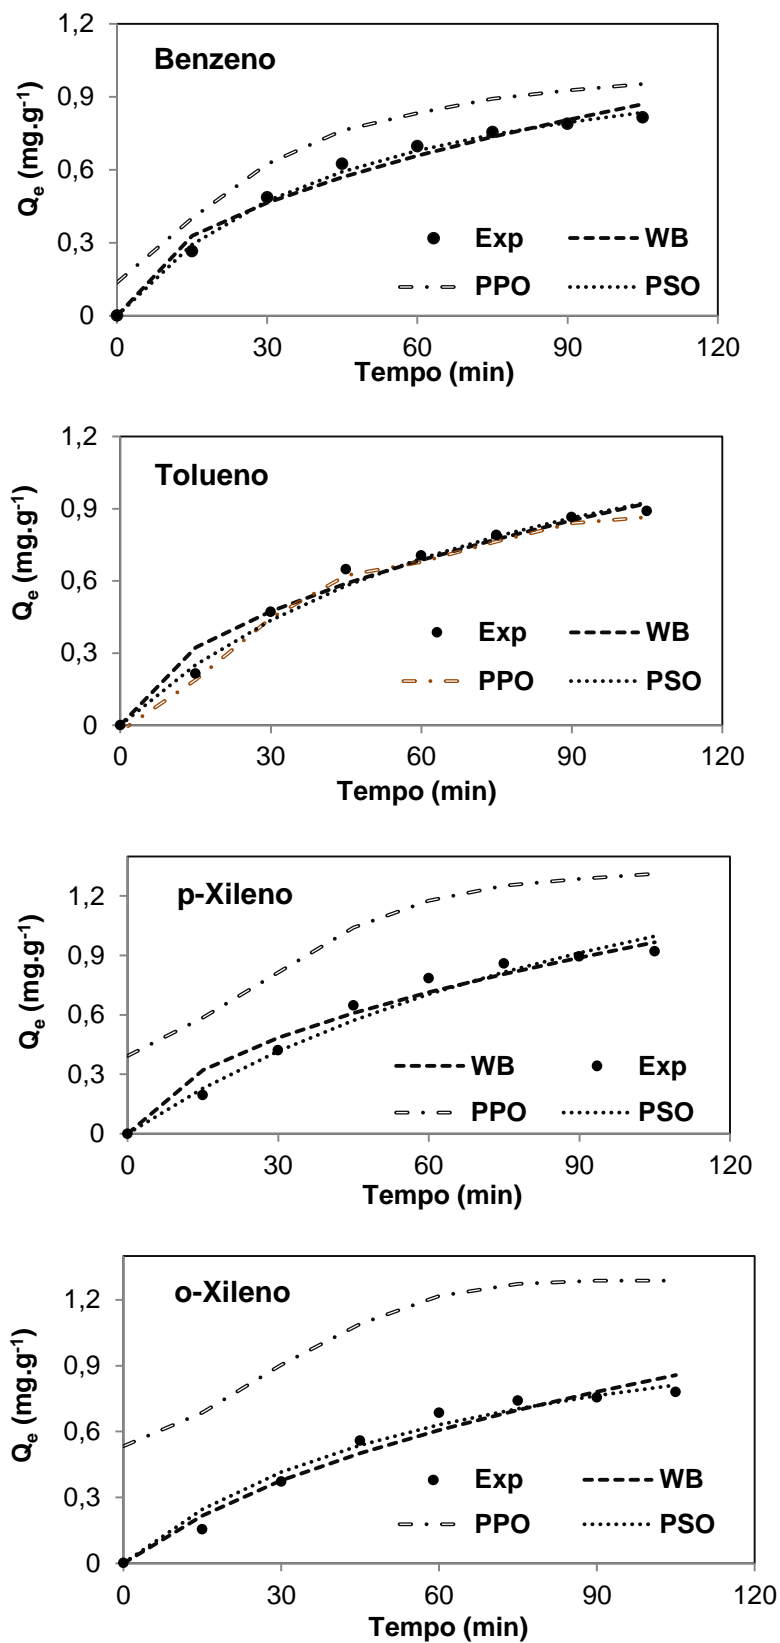 1,2
Benzeno
0,9
0,6
0,3
0
Qe (mg.g-1)
Exp WB
PPO PSO
0 30 60 90 120
Tempo (min)
1,2
Tolueno
0,9
0,6
0,3
0
Qe (mg.g-1)
Exp WB
PPO PSO
0 30 60 90 120
Tempo (min)
1,2
p-Xileno
0,9
0,6
0,3
0
Qe (mg.g-1)
WB Exp
PPO PSO
0 30 60 90 120
Tempo (min)
1,2
o-Xileno
0,9
0,6
0,3
0
Qe (mg.g-1)
Exp WB
PPO PSO
0 30 60 90 120
Tempo (min)